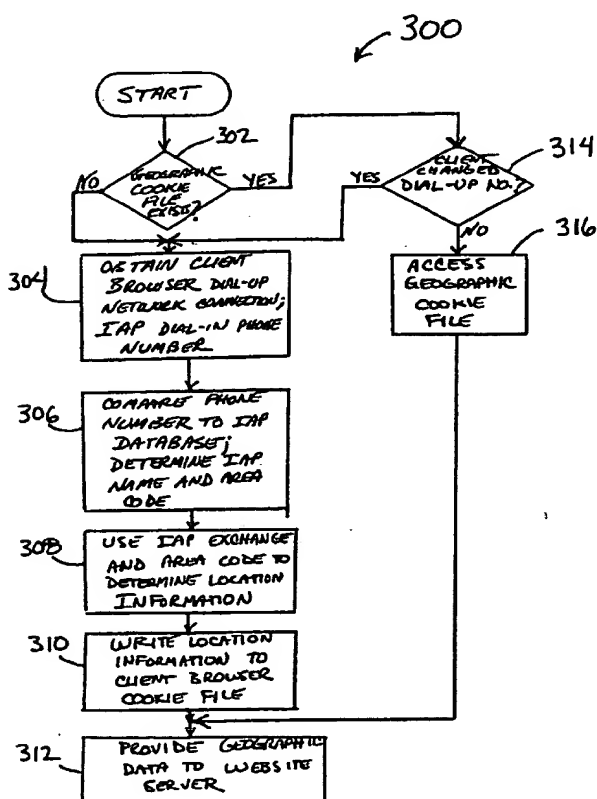 300
START
302
GEOGRAPHIC
COOKIE
FILE
EXISTS?
NO
YES
314
CLIENT
CHANGED
DIAL-UP NO.?
YES
NO
304
OBTAIN CLIENT
BROWSER DIAL-UP
NETWORK CONNECTION;
IAP DIAL-IN PHONE
NUMBER
316
ACCESS
GEOGRAPHIC
COOKIE
FILE
306
COMPARE PHONE
NUMBER TO IAP
DATABASE;
DETERMINE IAP
NAME AND AREA
CODE
308
USE IAP EXCHANGE
AND AREA CODE TO
DETERMINE LOCATION
INFORMATION
310
WRITE LOCATION
INFORMATION TO
CLIENT BROWSER
COOKIE FILE
312
PROVIDE GEOGRAPHIC
DATA TO WEBSITE
SERVER